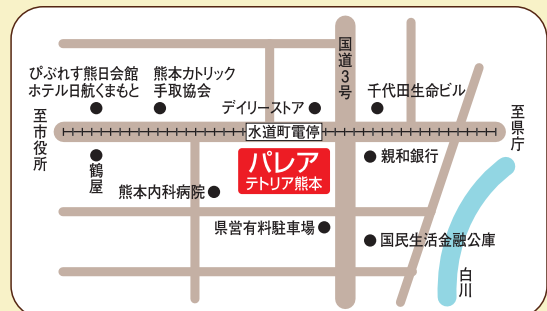 国道3号
ぴぷれす熊日会館
ホテル日航くまもと
熊本カトリック
手取協会
デイリーストア
千代田生命ビル
至市役所
水道町電停
至県庁
鶴屋
パレア
テトリア熊本
親和銀行
熊本内科病院
県営有料駐車場
国民生活金融公庫
白川